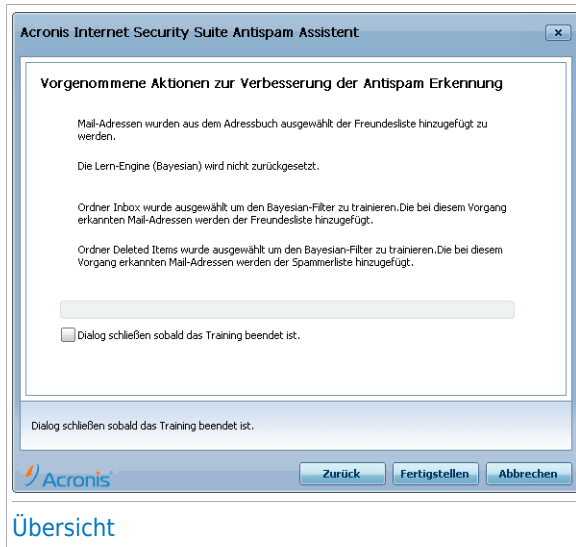 Acronis Internet Security Suite Antispam Assistent
x
Vorgenommene Aktionen zur Verbesserung der Antispam Erkennung
Mail-Adressen wurden aus dem Adressbuch ausgewählt der Freundesliste hinzugefügt zu
werden.
Die Lern-Engine (Bayesian) wird nicht zurückgesetzt.
Ordner Inbox wurde ausgewählt um den Bayesian-Filter zu trainieren.Die bei diesem Vorgang
erkannten Mail-Adressen werden der Freundesliste hinzugefügt.
Ordner Deleted Items wurde ausgewählt um den Bayesian-Filter zu trainieren.Die bei diesem
Vorgang erkannten Mail-Adressen werden der Spammerliste hinzugefügt.
Dialog schließen sobald das Training beendet ist.
Dialog schließen sobald das Training beendet ist.
Acronis
Zurück
Fertigstellen
Abbrechen
Übersicht